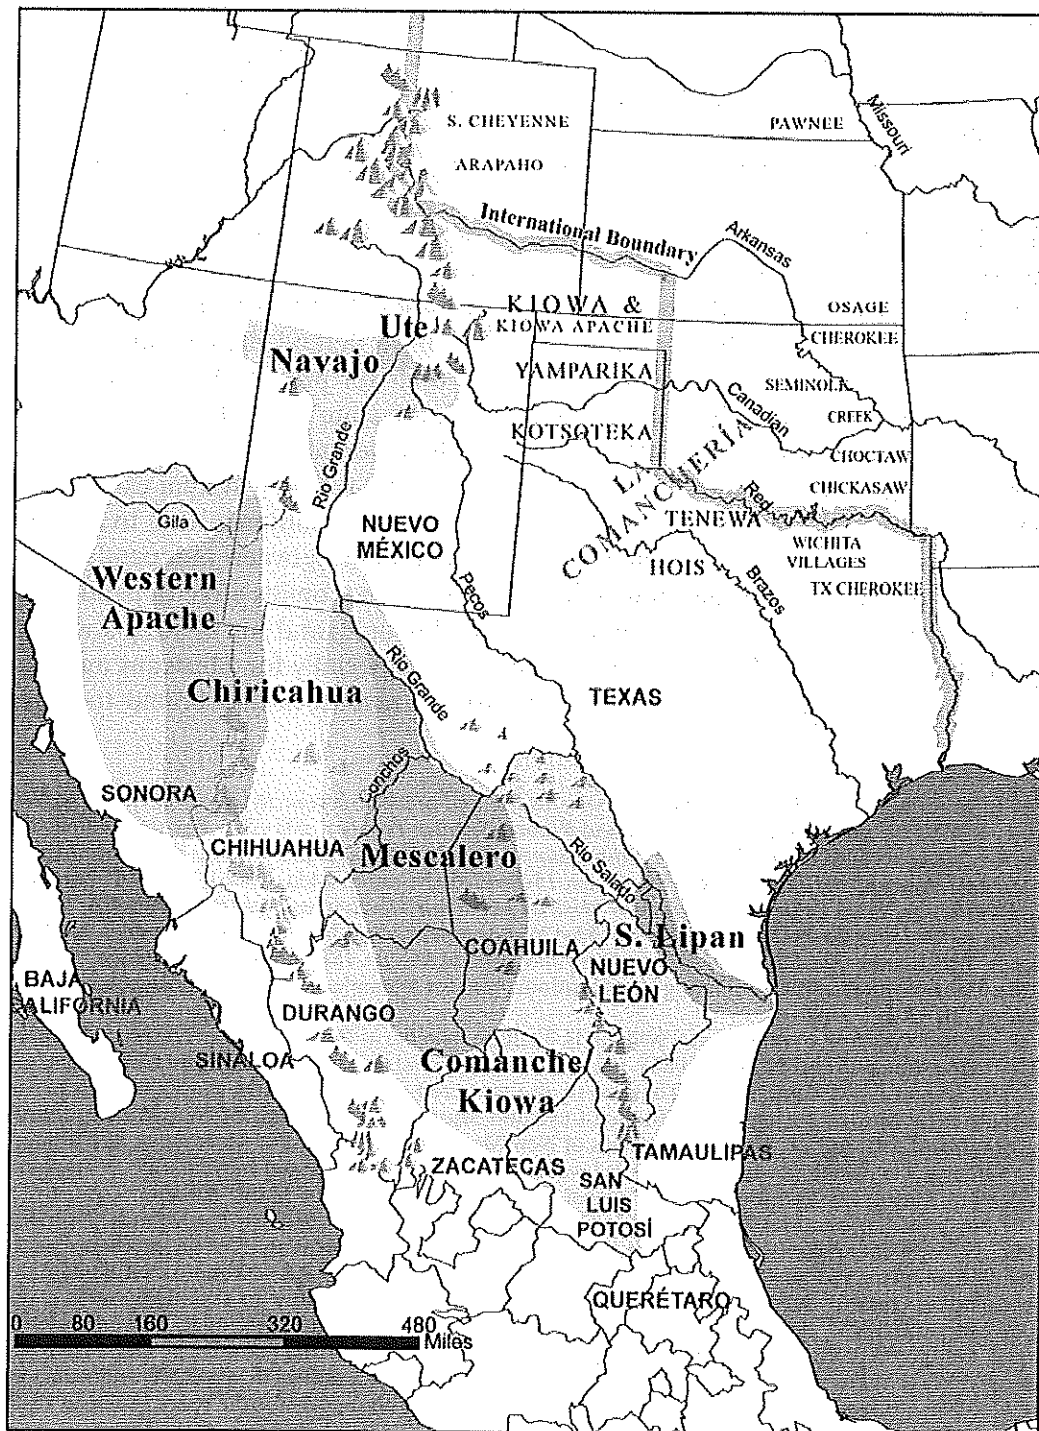 S. CHEYENNE
PAWNEE
Missouri
ARAPAHO
International Boundary
Arkansas
KIOWA &
KIOWA APACHE
OSAGE
CHEROKEE
Ute
Navajo
YAMPARIKA
SEMINOLE
Canadian
CREEK
KOTSOTEKA
CHOCTAW
LA
COMANCHERÍA
CHICKASAW
Rio Grande
Red
TENEWA
Gila
NUEVO
MÉXICO
WICHITA
VILLAGES
HOIS
TX CHEROKEE
Western
Apache
Pecos
Brazos
Chiricahua
Rio Grande
TEXAS
SONORA
Conchos
CHIHUAHUA
Mescalero
Rio Salado
COAHUILA
S. Lipan
NUEVO
LEÓN
BAJA
CALIFORNIA
DURANGO
SINALOA
Comanche
Kiowa
TAMAULIPAS
ZACATECAS
SAN
LUIS
POTOSÍ
QUERÉTARO
0 80 160 320 480
Miles